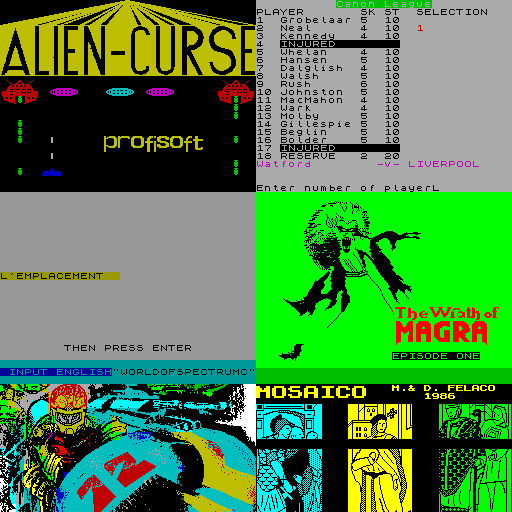 ALIEN-CURSE
profisoft
Canon League
PLAYER SK ST SELECTION
1 Grobelaar 5 10
2 Neal 4 10 1
3 Kennedy 4 10
4 INJURED
5 Whelan 4 10
6 Hansen 5 10
7 Dalglish 4 10
8 Walsh 5 10
9 Rush 6 10
10 Johnston 5 10
11 MacMahon 4 10
12 Wark 4 10
13 Molby 5 10
14 Gillespie 5 10
15 Beglin 5 10
16 Bolder 5 10
17 INJURED
18 RESERVE 2 20
Watford -v- LIVERPOOL
Enter number of playerL
L'EMPLACEMENT
THEN PRESS ENTER
INPUT ENGLISH"WORLDOFSPECTRUMC"
The Wrath of
MAGRA
EPISODE ONE
22
MOSAICO
M.& D. FELACO
1986